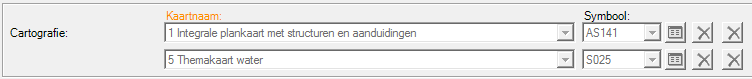 Kaartnaam: Symbool:
Cartografie: 1 Integrale plankaart met structuren en aanduidingen AS141
5 Themakaart water S025